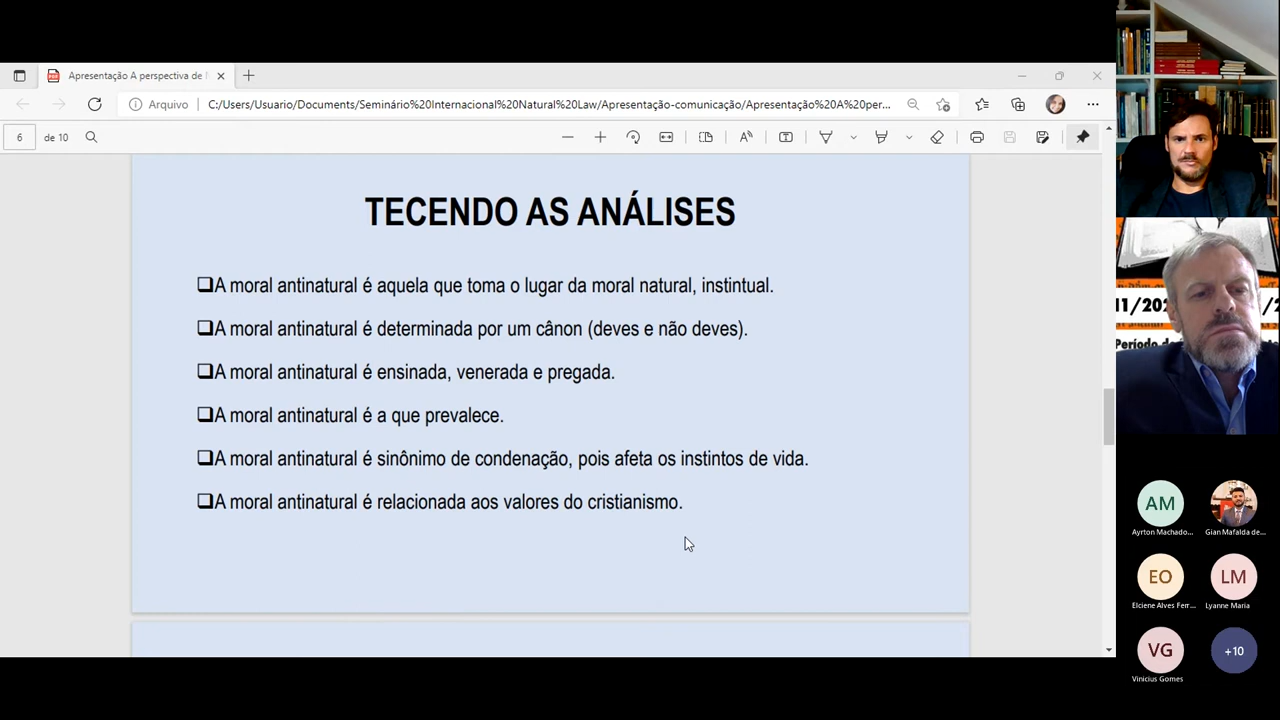 Apresentação A perspectiva de
Arquivo
C:/Users/Usuario/Documents/Seminário%20Internacional%20Natural%20Law/Apresentação-comunicação/Apresentação%20A%20per...
6 de 10
TECENDO AS ANÁLISES
❑A moral antinatural é aquela que toma o lugar da moral natural, instintual.
❑A moral antinatural é determinada por um cânon (deves e não deves).
❑A moral antinatural é ensinada, venerada e pregada.
❑A moral antinatural é a que prevalece.
❑A moral antinatural é sinônimo de condenação, pois afeta os instintos de vida.
❑A moral antinatural é relacionada aos valores do cristianismo.
Período
AM
Ayrton Machado...
Gian Mafalda de...
EO
Elciene Alves Ferr...
LM
Lyanne Maria
VG
Vinicius Gomes
+10